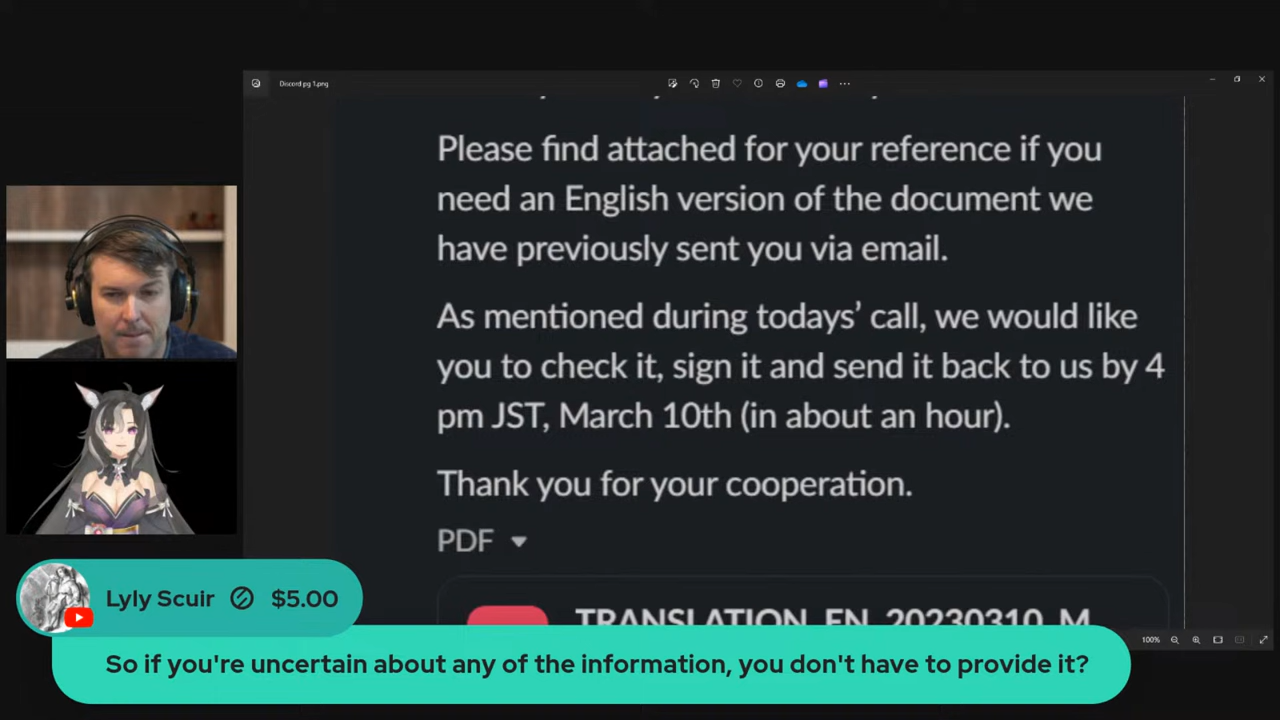 Discord pg 1.png
Please find attached for your reference if you
need an English version of the document we
have previously sent you via email.
As mentioned during todays’ call, we would like
you to check it, sign it and send it back to us by 4
pm JST, March 10th (in about an hour).
Thank you for your cooperation.
PDF
TRANSLATION_EN_20230310_M
100%
Lyly Scuir $5.00
So if you're uncertain about any of the information, you don't have to provide it?